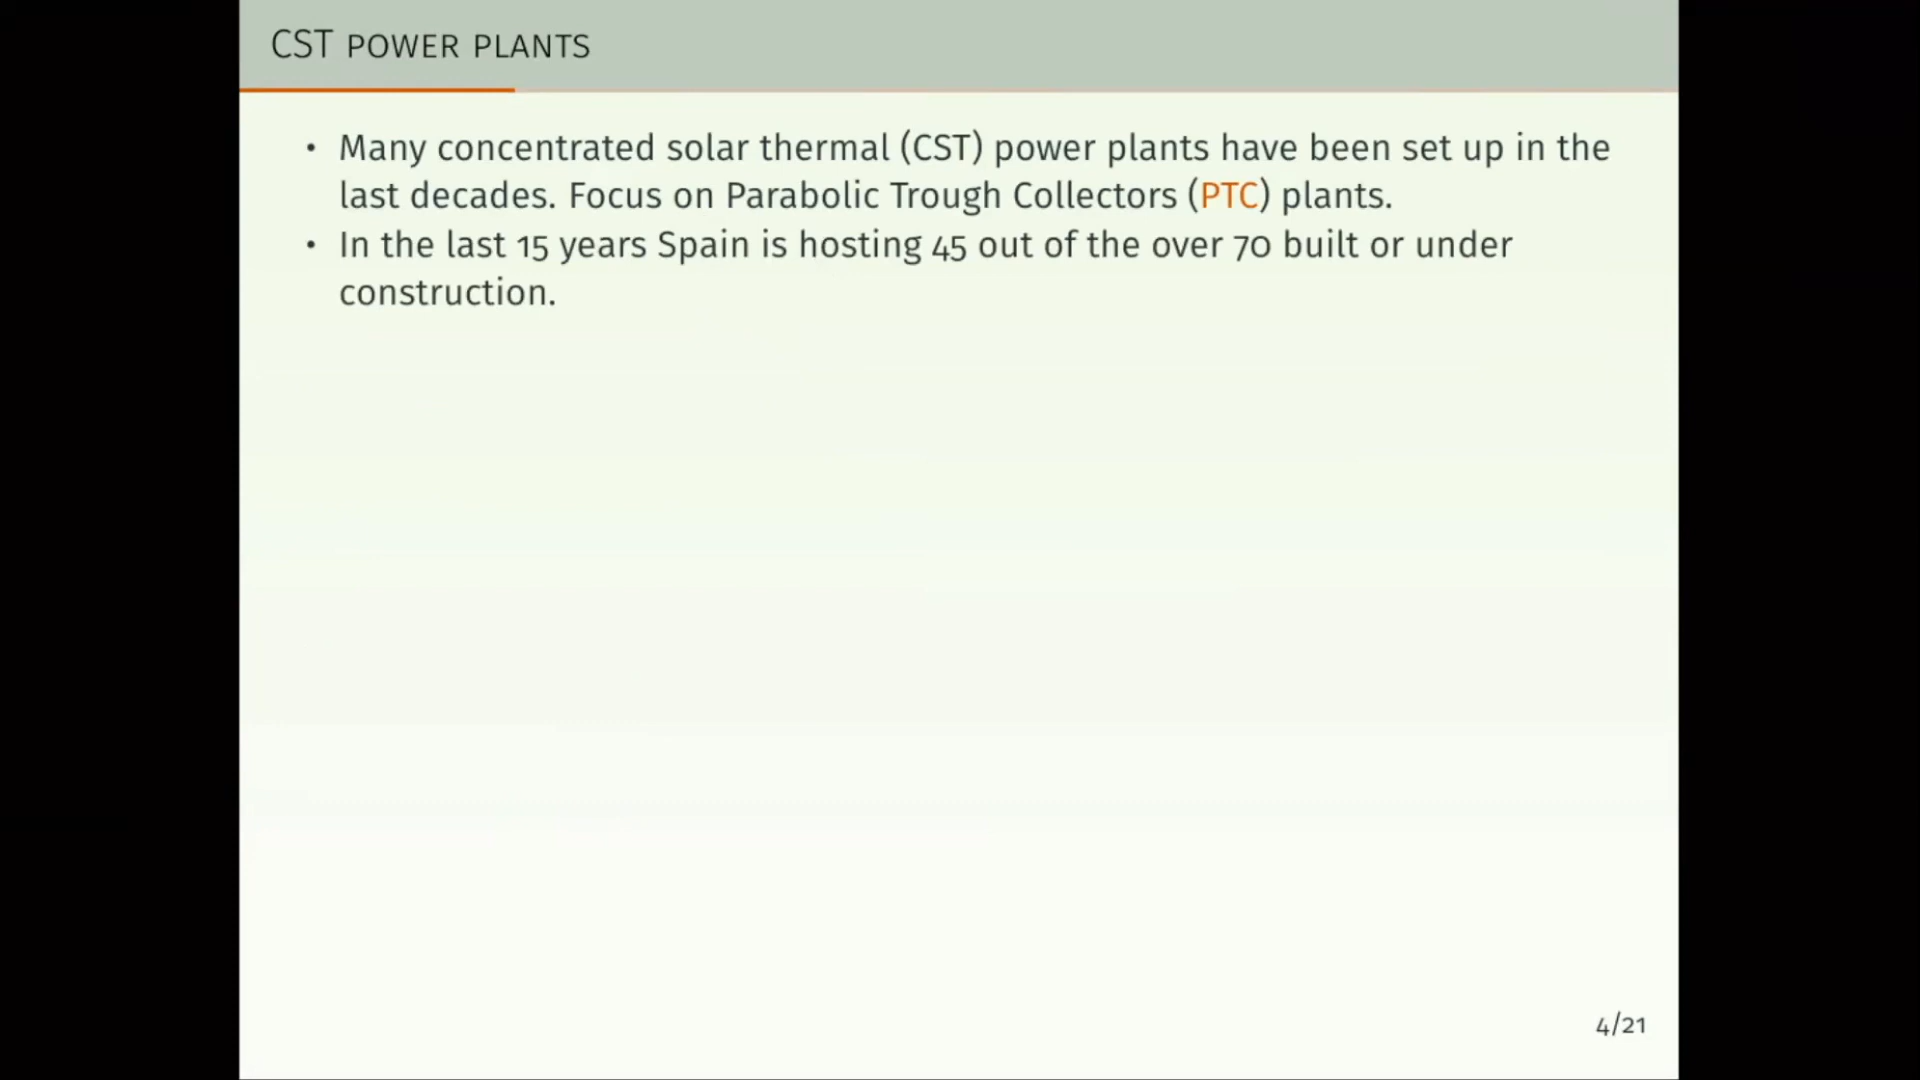 CST POWER PLANTS
• Many concentrated solar thermal (CST) power plants have been set up in the
last decades. Focus on Parabolic Trough Collectors (PTC) plants.
• In the last 15 years Spain is hosting 45 out of the over 70 built or under
construction.
4/21